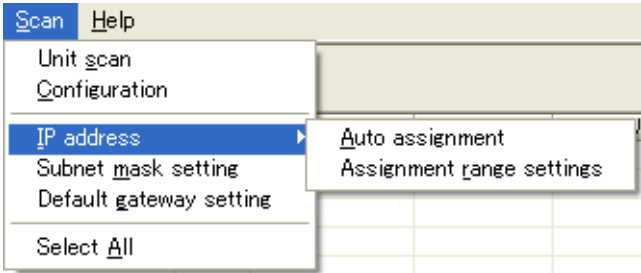 Scan Help
Unit scan
Configuration
IP address
Auto assignment
Subnet mask setting
Assignment range settings
Default gateway setting
Select All